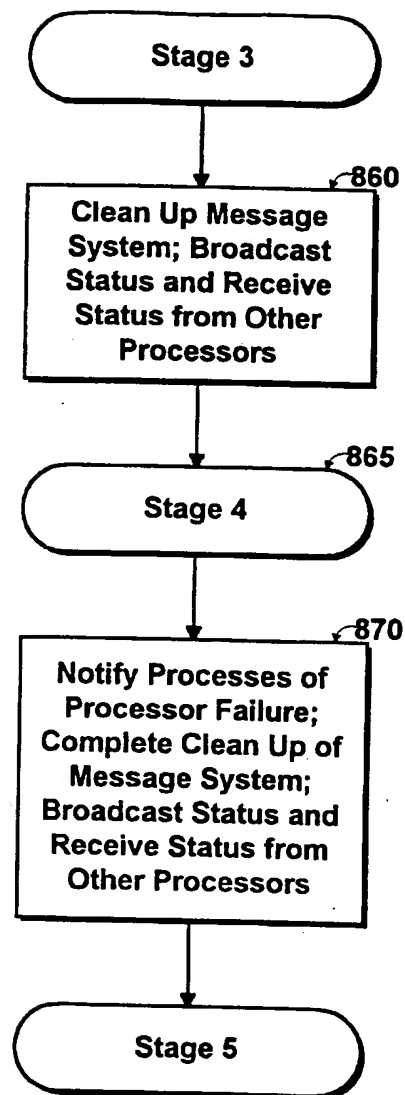 Stage 3
860
Clean Up Message
System; Broadcast
Status and Receive
Status from Other
Processors
865
Stage 4
870
Notify Processes of
Processor Failure;
Complete Clean Up of
Message System;
Broadcast Status and
Receive Status from
Other Processors
Stage 5